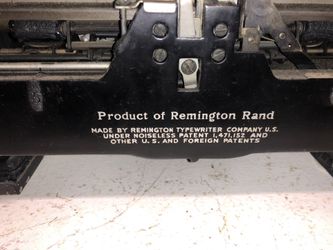 Product of Remington Rand
MADE BY REMINGTON TYPEWRITER COMPANY U.S.
UNDER NOISELESS PATENT 1,471,152 AND
OTHER U.S. AND FOREIGN PATENTS